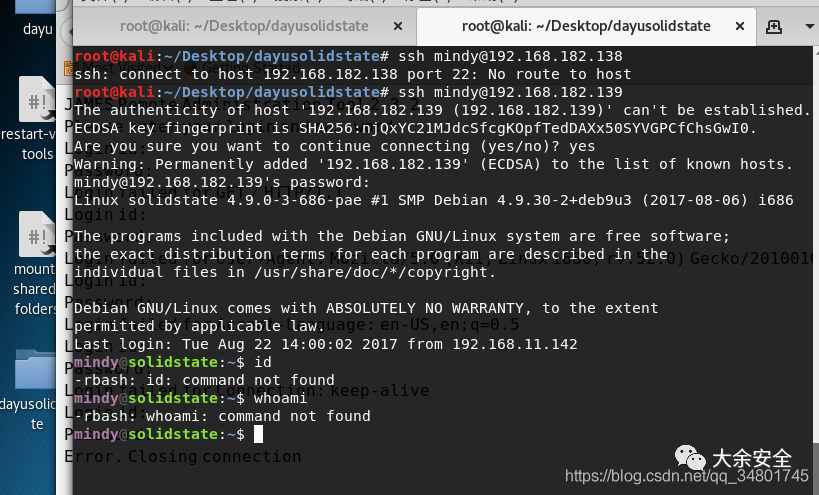 root@kali: ~/Desktop/dayusolidstate
root@kali: ~/Desktop/dayusolidstate
dayu
restart-v
tools
mount
shared
folders
dayusolid
te
root@kali:~/Desktop/dayusolidstate# ssh mindy@192.168.182.138
ssh: connect to host 192.168.182.138 port 22: No route to host
root@kali:~/Desktop/dayusolidstate# ssh mindy@192.168.182.139
The authenticity of host '192.168.182.139 (192.168.182.139)' can't be established.
ECDSA key fingerprint is SHA256:njQxYC21MJdcSfcgKOpfTedDAXx50SYVGPCfChsGwI0.
Are you sure you want to continue connecting (yes/no)? yes
Warning: Permanently added '192.168.182.139' (ECDSA) to the list of known hosts.
mindy@192.168.182.139's password:
Linux solidstate 4.9.0-3-686-pae #1 SMP Debian 4.9.30-2+deb9u3 (2017-08-06) i686
The programs included with the Debian GNU/Linux system are free software;
the exact distribution terms for each program are described in the
individual files in /usr/share/doc/*/copyright.
Debian GNU/Linux comes with ABSOLUTELY NO WARRANTY, to the extent
permitted by applicable law.
Last login: Tue Aug 22 14:00:02 2017 from 192.168.11.142
mindy@solidstate:~$ id
-rbash: id: command not found
mindy@solidstate:~$ whoami
-rbash: whoami: command not found
mindy@solidstate:~$
Login id:
Password:
Login id:
Login id:
keep-alive
Error. Closing connection
大余安全
https://blog.csdn.net/qq_34801745